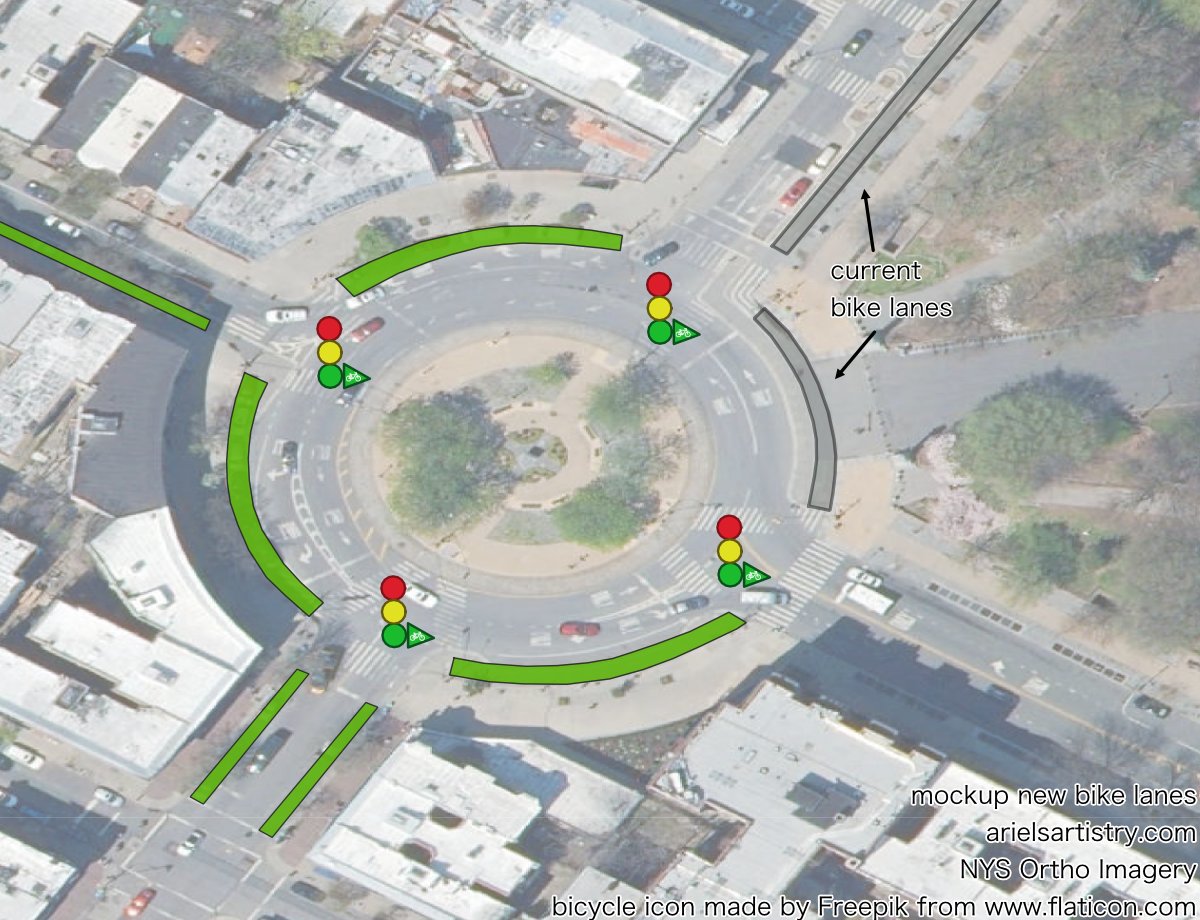 current
bike lanes
mockup new bike lanes
arielsartistry.com
NYS Ortho Imagery
bicycle icon made by Freepik from www.flaticon.com